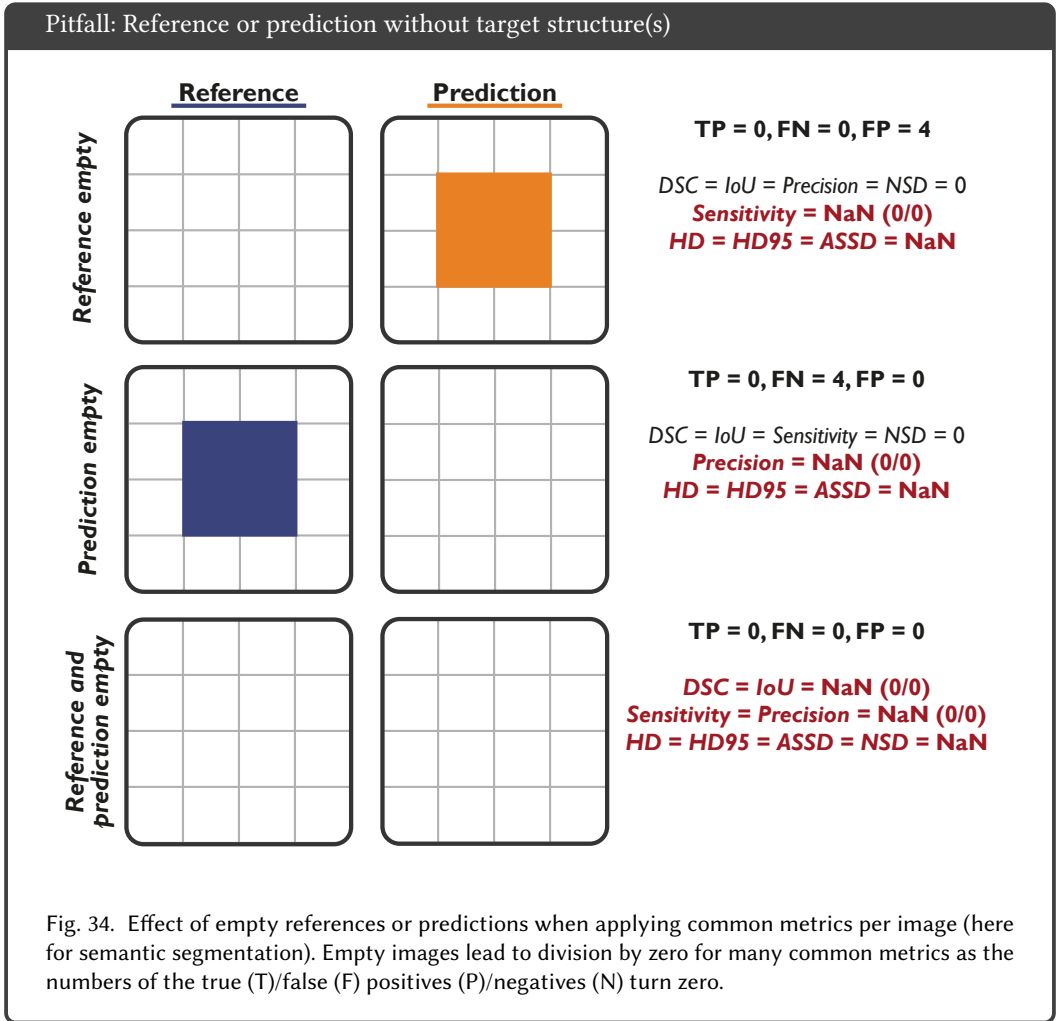 Pitfall: Reference or prediction without target structure(s)
Reference
Prediction
Reference empty
TP = 0, FN = 0, FP = 4
DSC = IoU = Precision = NSD = 0
Sensitivity = NaN (0/0)
HD = HD95 = ASSD = NaN
Prediction empty
TP = 0, FN = 4, FP = 0
DSC = IoU = Sensitivity = NSD = 0
Precision = NaN (0/0)
HD = HD95 = ASSD = NaN
Reference and
prediction empty
TP = 0, FN = 0, FP = 0
DSC = IoU = NaN (0/0)
Sensitivity = Precision = NaN (0/0)
HD = HD95 = ASSD = NSD = NaN
Fig. 34. Effect of empty references or predictions when applying common metrics per image (here
for semantic segmentation). Empty images lead to division by zero for many common metrics as the
numbers of the true (T)/false (F) positives (P)/negatives (N) turn zero.